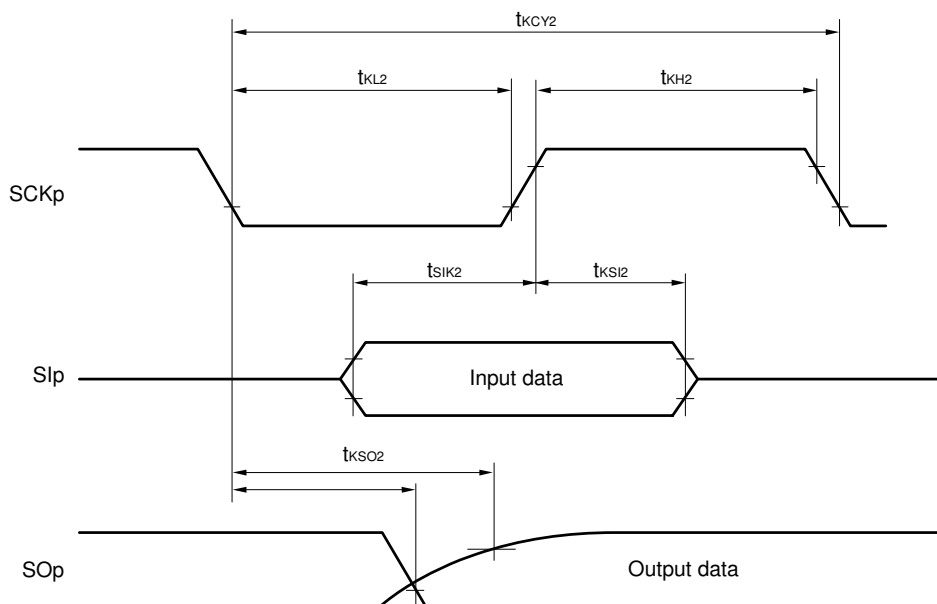 tKCY2
tKL2
tKH2
SCKp
tSIK2
tKSI2
SIp
Input data
tKSO2
SOp
Output data